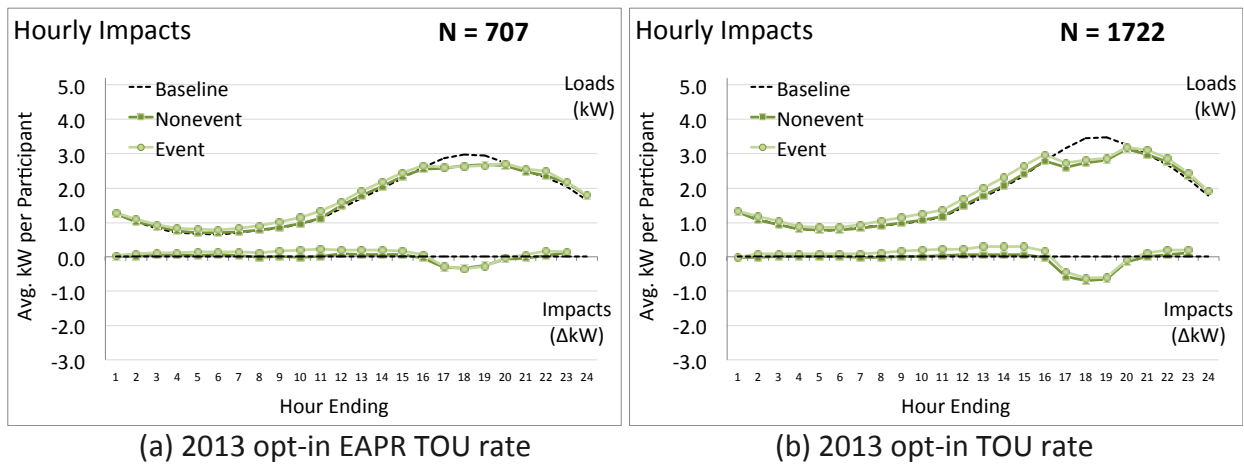 Hourly Impacts
N = 707
5.0
4.0
3.0
2.0
1.0
0.0
-1.0
-2.0
-3.0
Avg. kW per Participant
Baseline
Nonevent
Event
Loads
(kW)
Impacts
(ΔkW)
1 2 3 4 5 6 7 8 9 10 11 12 13 14 15 16 17 18 19 20 21 22 23 24
Hour Ending
(a) 2013 opt-in EAPR TOU rate
Hourly Impacts
N = 1722
5.0
4.0
3.0
2.0
1.0
0.0
-1.0
-2.0
-3.0
Avg. kW per Participant
Baseline
Nonevent
Event
Loads
(kW)
Impacts
(ΔkW)
1 2 3 4 5 6 7 8 9 10 11 12 13 14 15 16 17 18 19 20 21 22 23 24
Hour Ending
(b) 2013 opt-in TOU rate